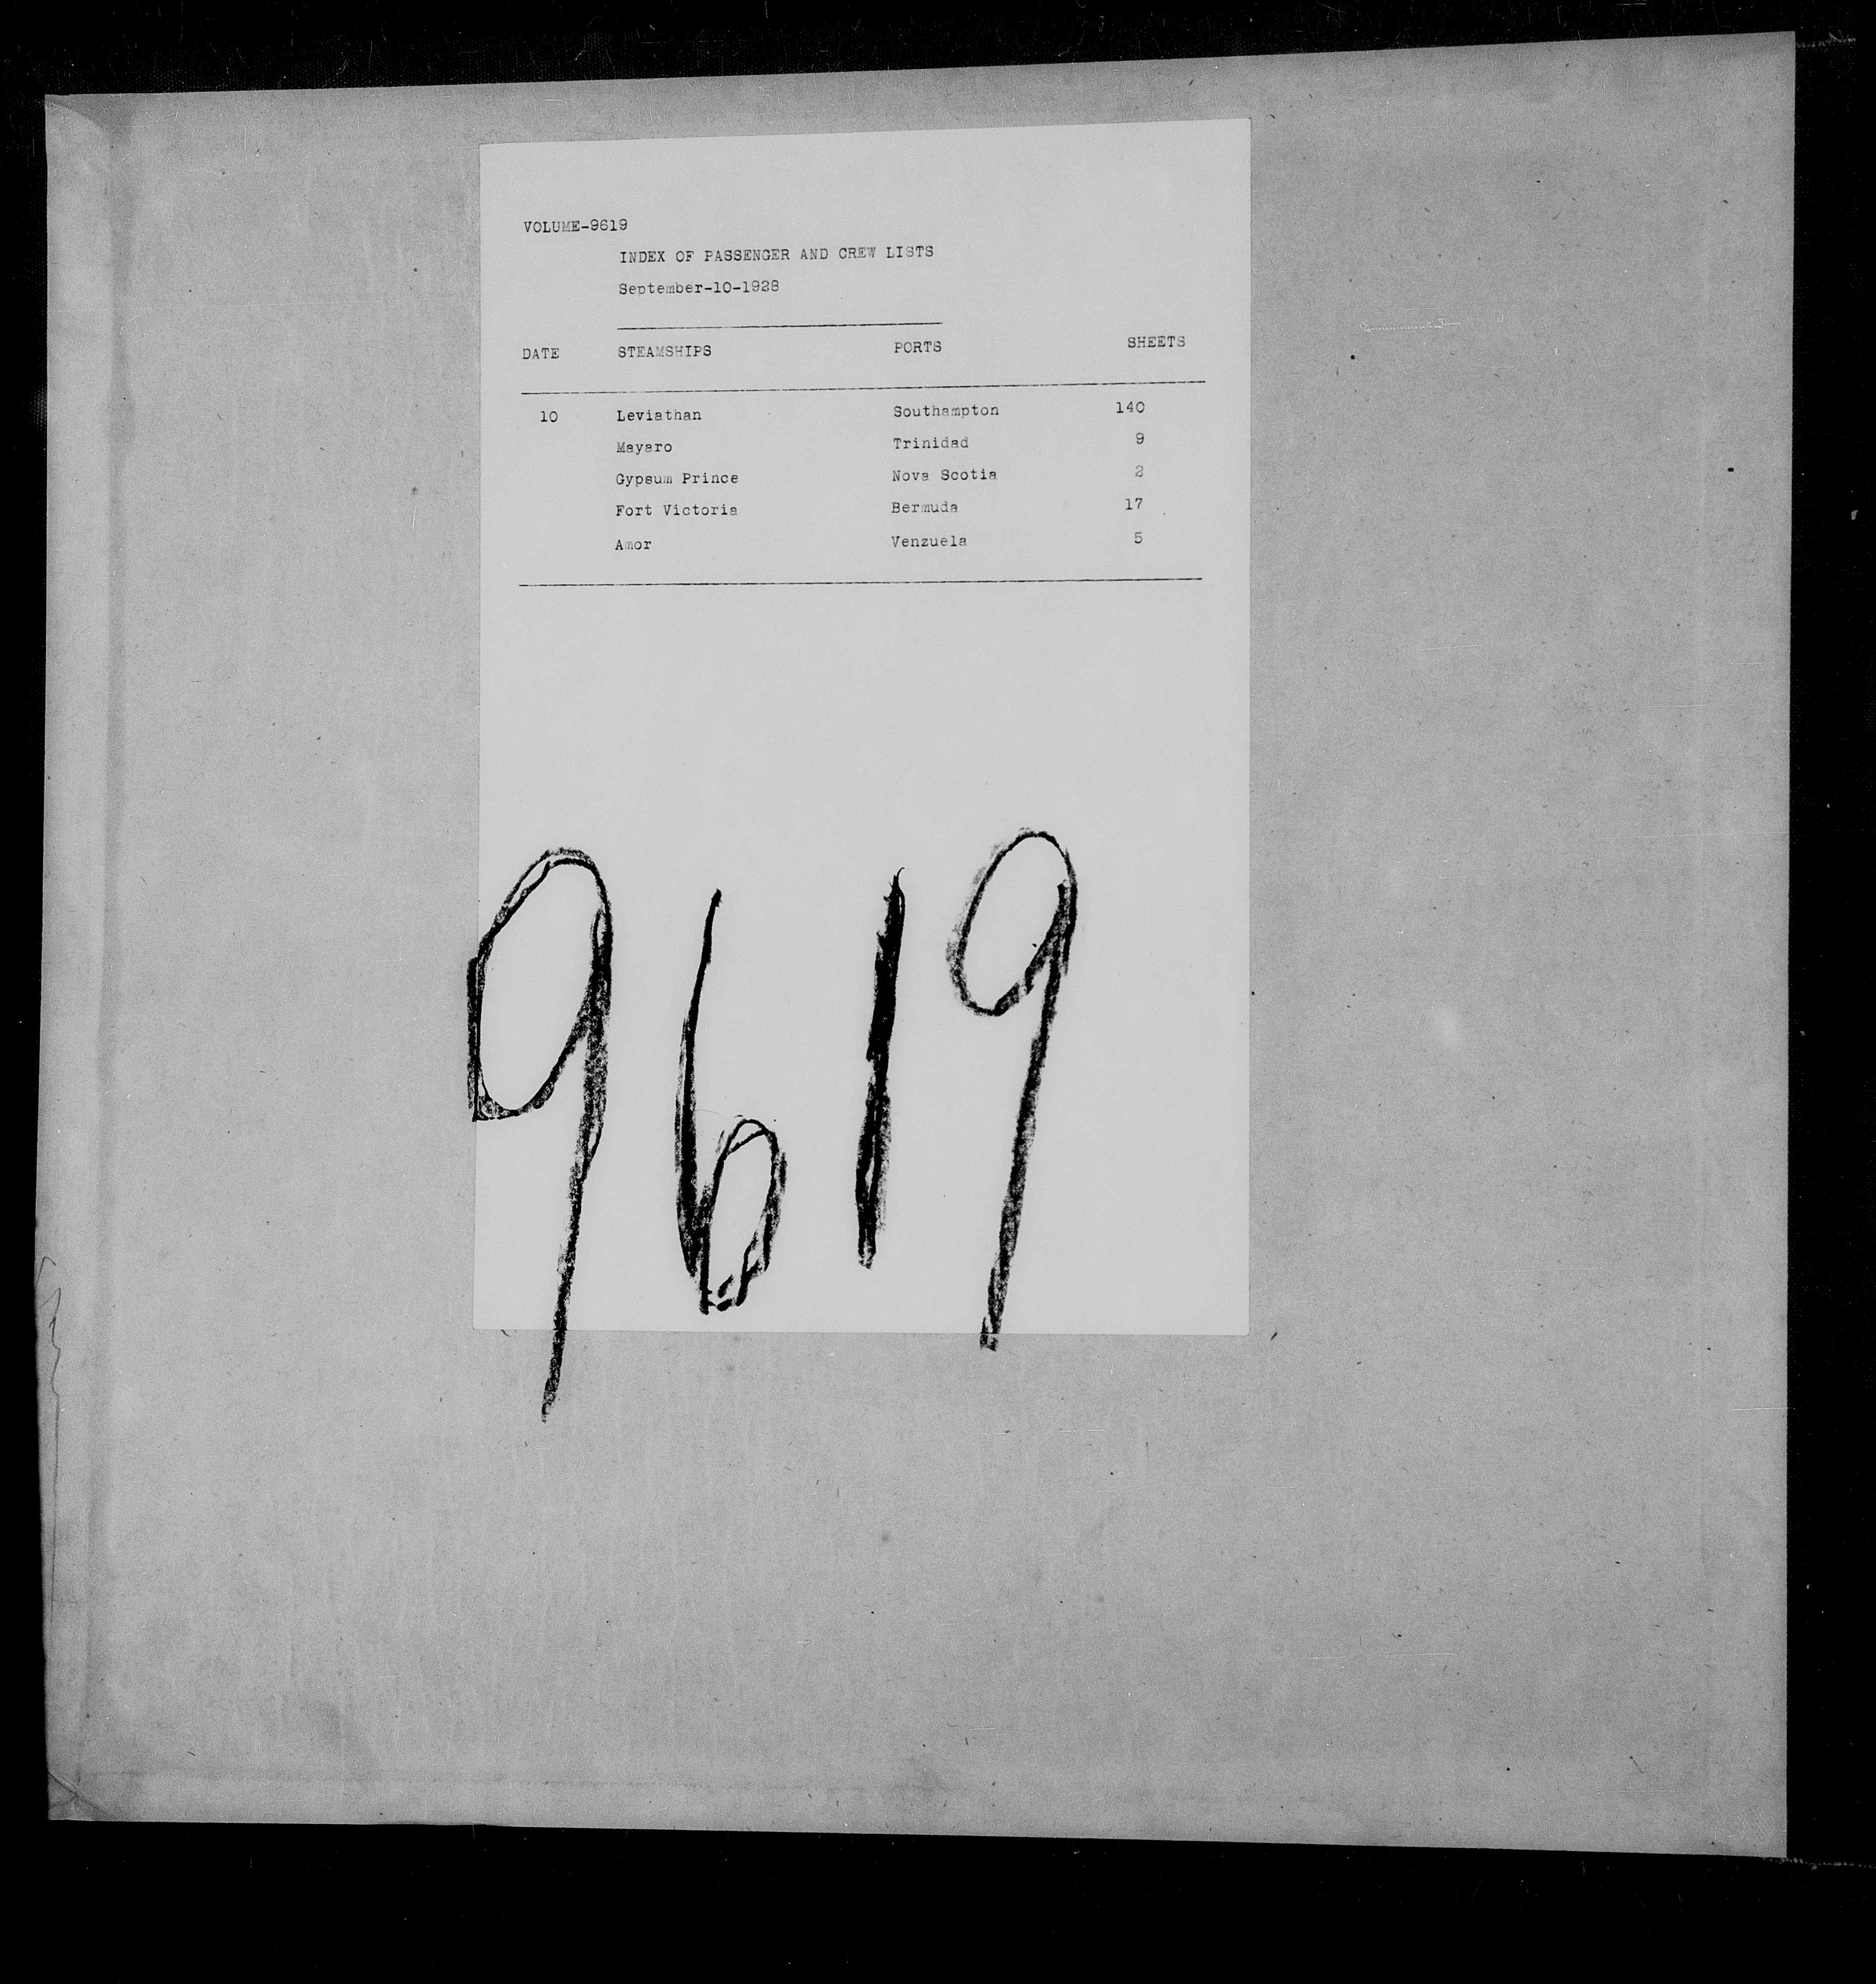 VOLUME-9619
INDEX OF PASSENGER AND CREW LISTS
September-10-1928
DATE STEAMSHIPS PORTS SHEETS
10 Leviathan Southampton 140
Mayaro Trinidad 9
Gypsum Prince Nova Scotia 2
Fort Victoria Bermuda 17
Amor Venzuela 5
9619